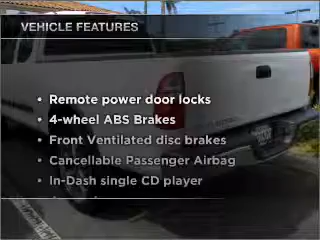 VEHICLE FEATURES
• Remote power door locks
• 4-wheel ABS Brakes
• Front Ventilated disc brakes
• Cancellable Passenger Airbag
• In-Dash single CD player